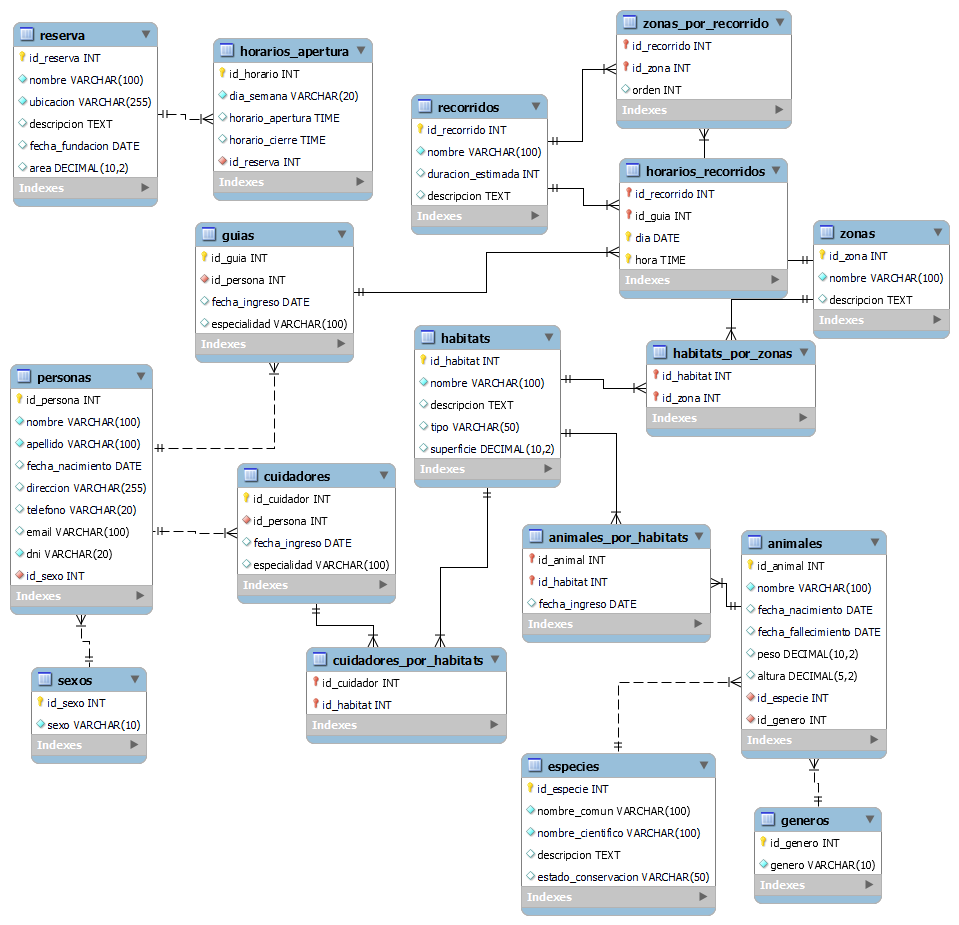 reserva
id_reserva INT
nombre VARCHAR(100)
ubicacion VARCHAR(255)
descripcion TEXT
fecha_fundacion DATE
area DECIMAL(10,2)
Indexes
horarios_apertura
id_horario INT
dia_semana VARCHAR(20)
horario_apertura TIME
horario_cierre TIME
id_reserva INT
Indexes
recorridos
id_recorrido INT
nombre VARCHAR(100)
duracion_estimada INT
descripcion TEXT
Indexes
zonas_por_recorrido
id_recorrido INT
id_zona INT
orden INT
Indexes
horarios_recorridos
id_recorrido INT
id_guia INT
dia DATE
hora TIME
Indexes
zonas
id_zona INT
nombre VARCHAR(100)
descripcion TEXT
Indexes
guias
id_guia INT
id_persona INT
fecha_ingreso DATE
especialidad VARCHAR(100)
Indexes
habitats
id_habitat INT
nombre VARCHAR(100)
descripcion TEXT
tipo VARCHAR(50)
superficie DECIMAL(10,2)
Indexes
habitats_por_zonas
id_habitat INT
id_zona INT
Indexes
personas
id_persona INT
nombre VARCHAR(100)
apellido VARCHAR(100)
fecha_nacimiento DATE
direccion VARCHAR(255)
telefono VARCHAR(20)
email VARCHAR(100)
dni VARCHAR(20)
id_sexo INT
Indexes
cuidadores
id_cuidador INT
id_persona INT
fecha_ingreso DATE
especialidad VARCHAR(100)
Indexes
animales_por_habitats
id_animal INT
id_habitat INT
fecha_ingreso DATE
Indexes
animales
id_animal INT
nombre VARCHAR(100)
fecha_nacimiento DATE
fecha_fallecimiento DATE
peso DECIMAL(10,2)
altura DECIMAL(5,2)
id_especie INT
id_genero INT
Indexes
sexos
id_sexo INT
sexo VARCHAR(10)
Indexes
cuidadores_por_habitats
id_cuidador INT
id_habitat INT
Indexes
especies
id_especie INT
nombre_comun VARCHAR(100)
nombre_cientifico VARCHAR(100)
descripcion TEXT
estado_conservacion VARCHAR(50)
Indexes
generos
id_genero INT
genero VARCHAR(10)
Indexes